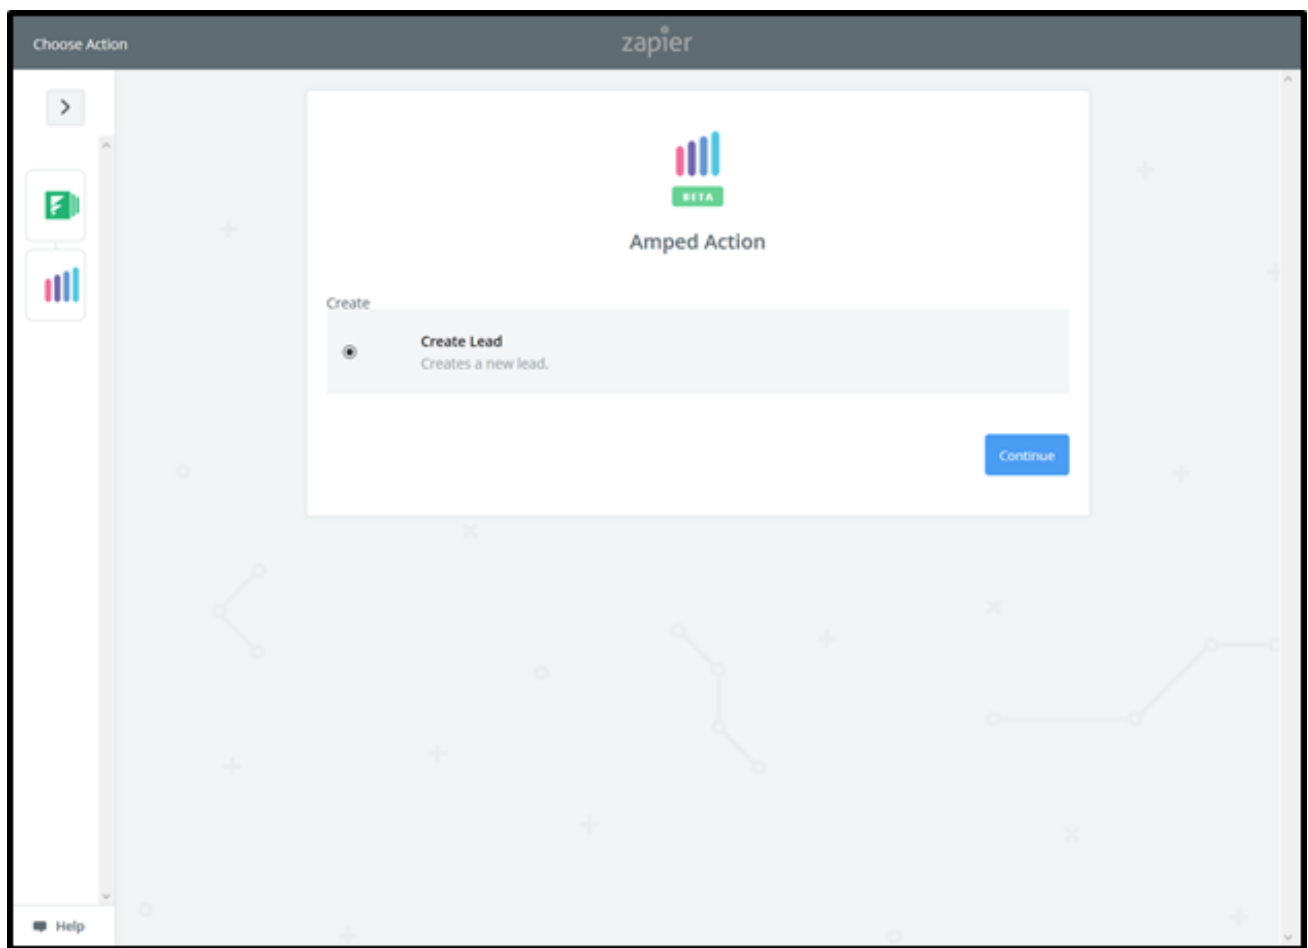 Choose Action
zapier
BETA
Amped Action
Create
Create Lead
Creates a new lead.
Continue
Help